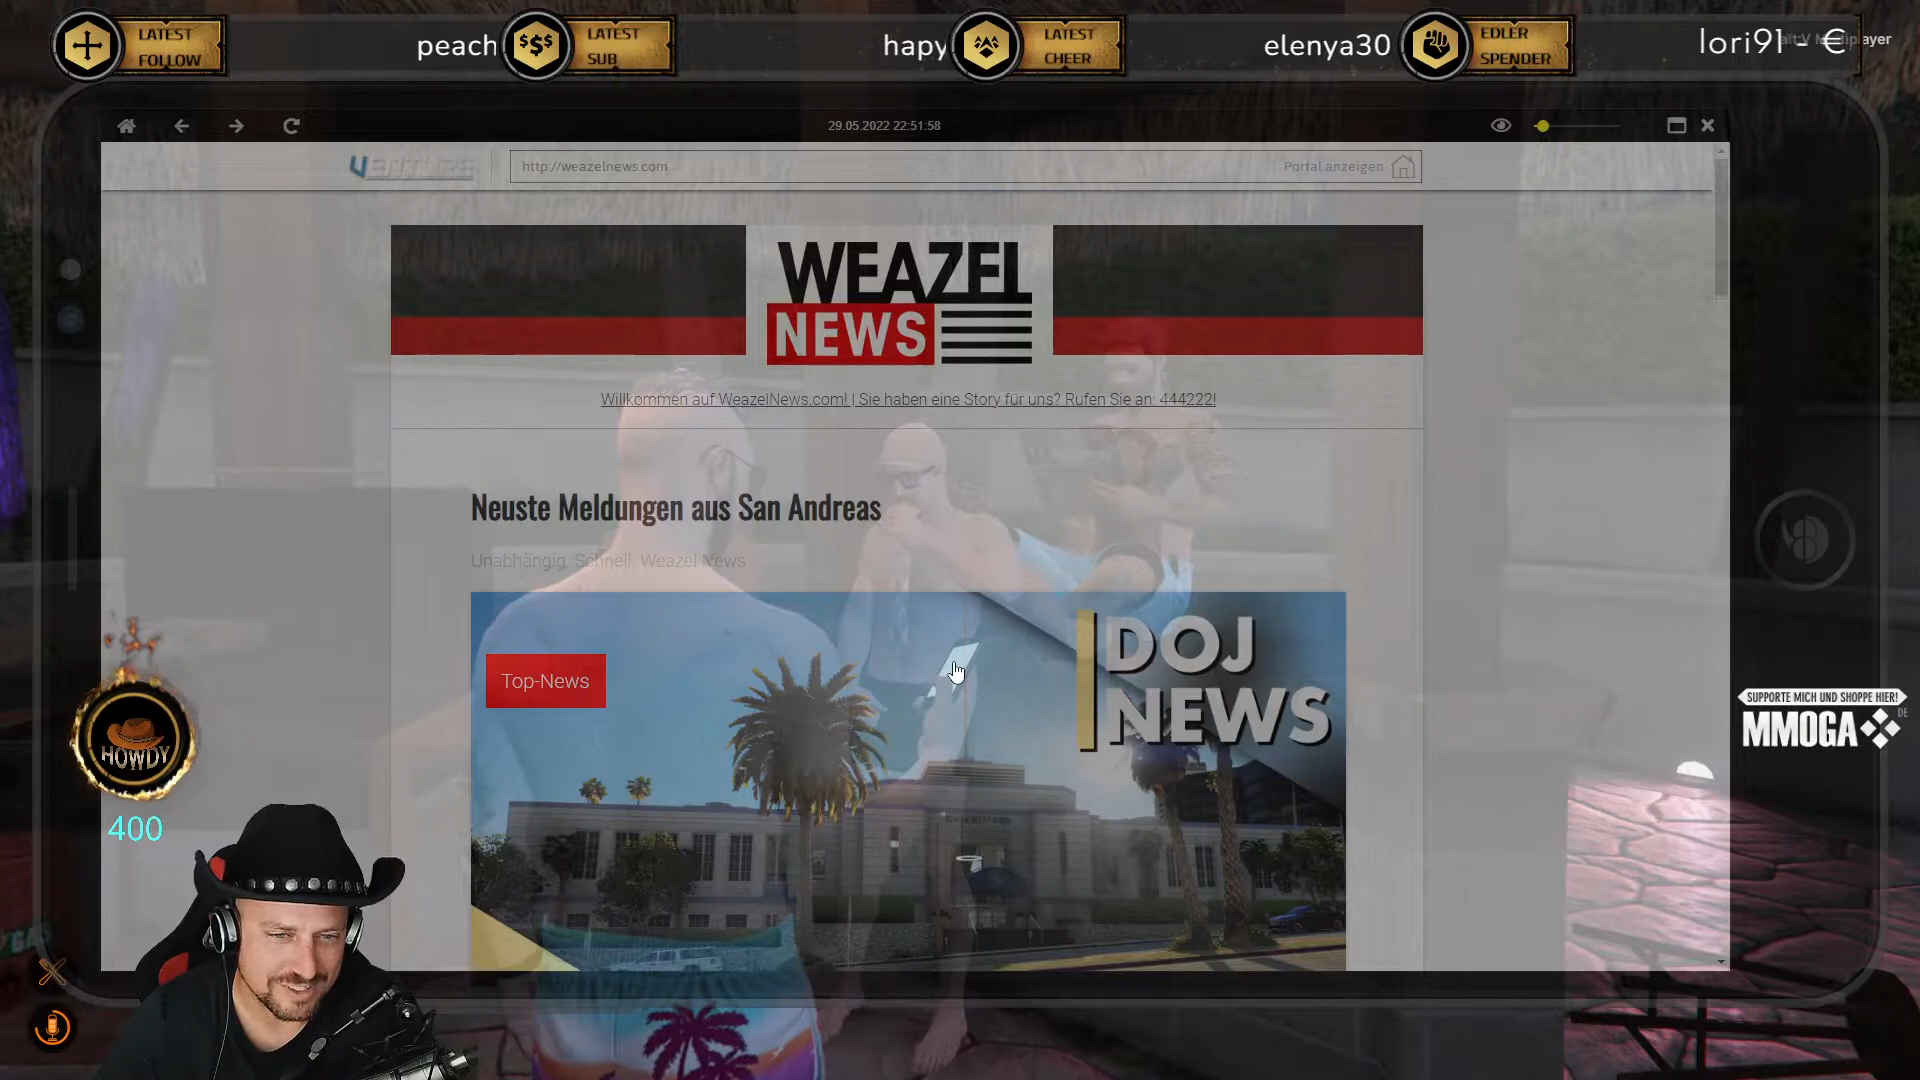 LATEST
FOLLOW
peach
LATEST
SUB
hapy
LATEST
CHEER
elenya30
EDLER
SPENDER
lori91 - €
29.05.2022 22:51:58
VENTURE
http://weazelnews.com
Portal anzeigen
WEAZEL
NEWS
Willkommen auf WeazelNews.com! | Sie haben eine Story für uns? Rufen Sie an: 444222!
Neuste Meldungen aus San Andreas
Unabhängig. Schnell. Weazel News
Top-News
DOJ
NEWS
HOWDY
400
SUPPORTE MICH UND SHOPPE HIER!
MMOGA
DE